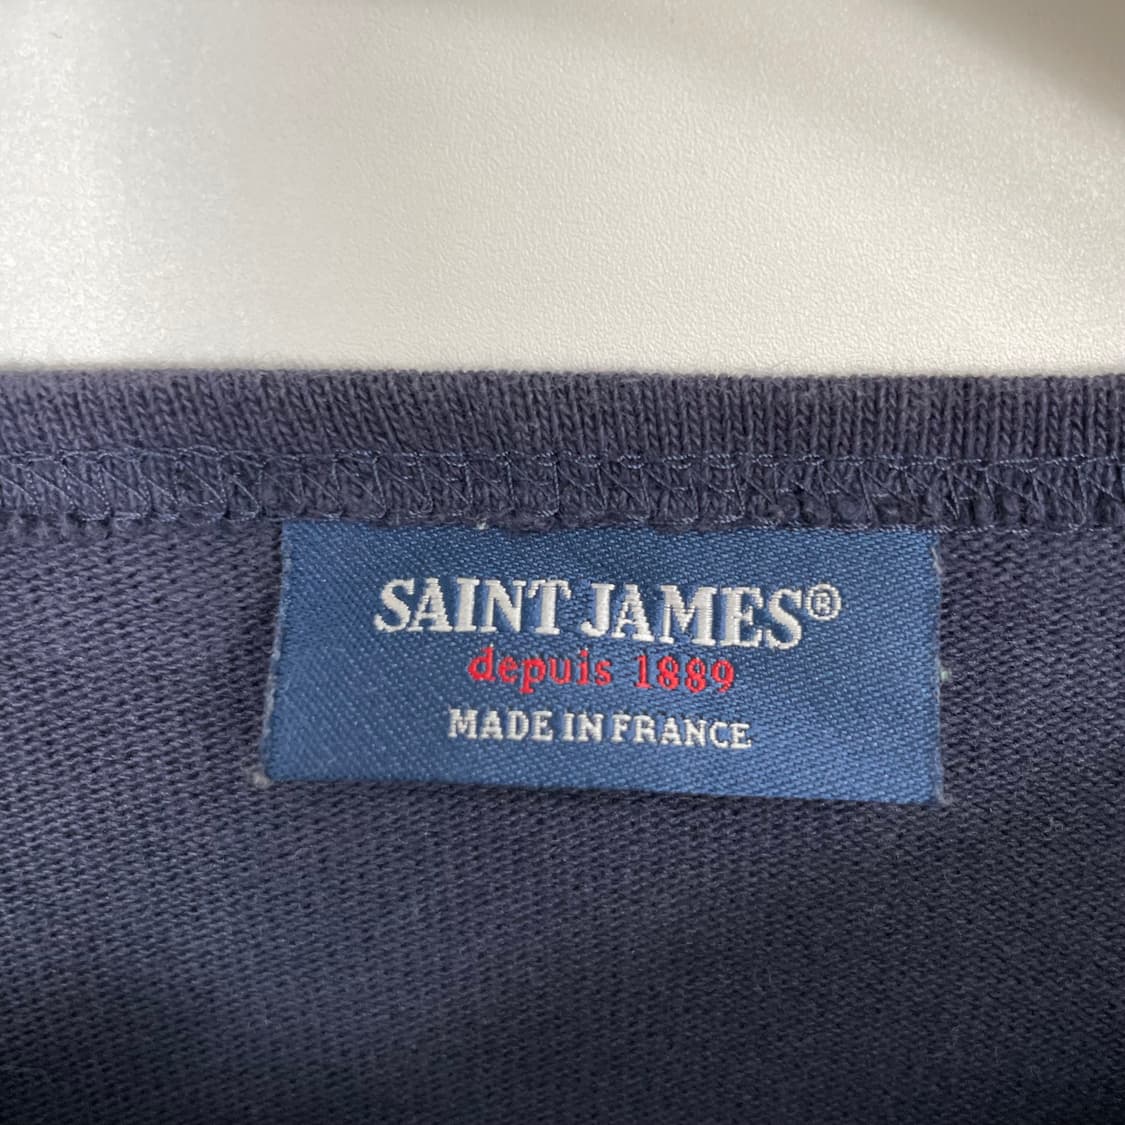 SAINT JAMES®
depuis 1889
MADE IN FRANCE